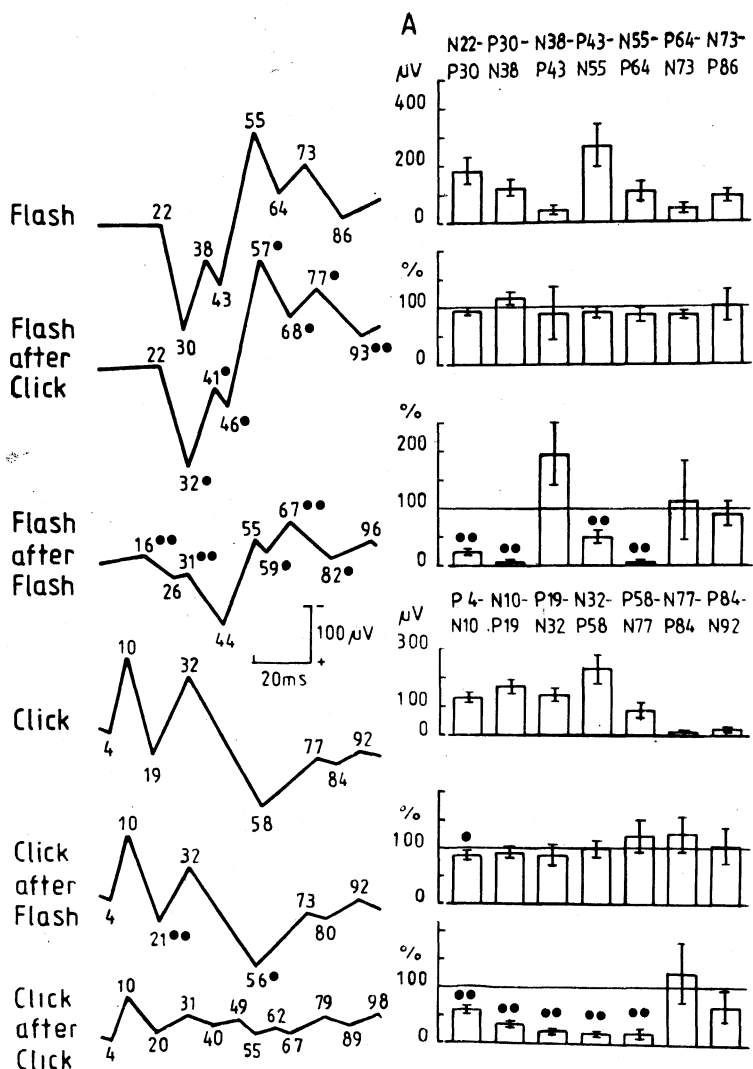 A
N22- P30- N38- P43- N55- P64- N73-
P30 N38 P43 N55 P64 N73 P86
µV
400
200
0
Flash
22
30
38
43
55
64
73
86
%
100
0
Flash
after
Click
22
32●
41●
46●
57●
68●
77●
93●●
%
200
100
0
●● ●● ●● ●●
Flash
after
Flash
16●●
26
31●●
44
55
59●
67●●
82●
96
100 µV
- +
20ms
P4- N10- P19- N32- P58- N77- P84-
N10 P19 N32 P58 N77 P84 N92
µV
300
100
0
Click
4
10
19
32
58
77
84
92
%
100
0
●
Click
after
Flash
4
10
21●●
32
56●
73
80
92
%
100
0
●● ●● ●● ●● ●●
Click
after
Click
4
10
20
31
40
49
55
62
67
79
89
98